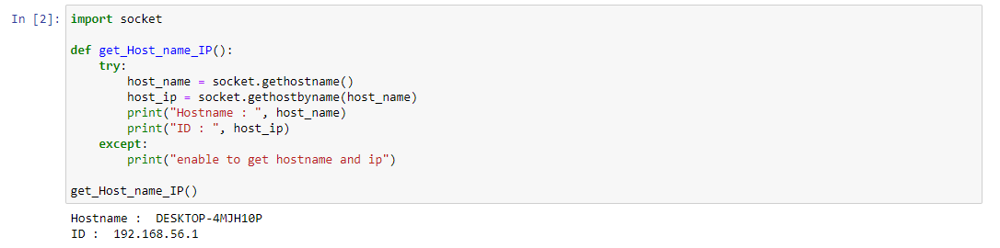 In [2]: import socket
def get_Host_name_IP():
try:
host_name = socket.gethostname()
host_ip = socket.gethostbyname(host_name)
print("Hostname : ", host_name)
print("ID : ", host_ip)
except:
print("enable to get hostname and ip")
get_Host_name_IP()
Hostname :  DESKTOP-4MJH10P
ID :  192.168.56.1